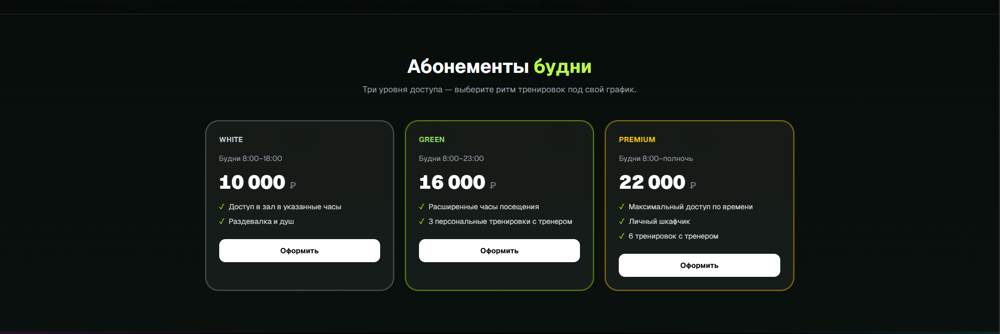 Абонементы будни
Три уровня доступа — выберите ритм тренировок под свой график.
WHITE
Будни 8:00–18:00
10 000 ₽
✓ Доступ в зал в указанные часы
✓ Раздевалка и душ
Оформить
GREEN
Будни 8:00–23:00
16 000 ₽
✓ Расширенные часы посещения
✓ 3 персональные тренировки с тренером
Оформить
PREMIUM
Будни 8:00–полночь
22 000 ₽
✓ Максимальный доступ по времени
✓ Личный шкафчик
✓ 6 тренировок с тренером
Оформить